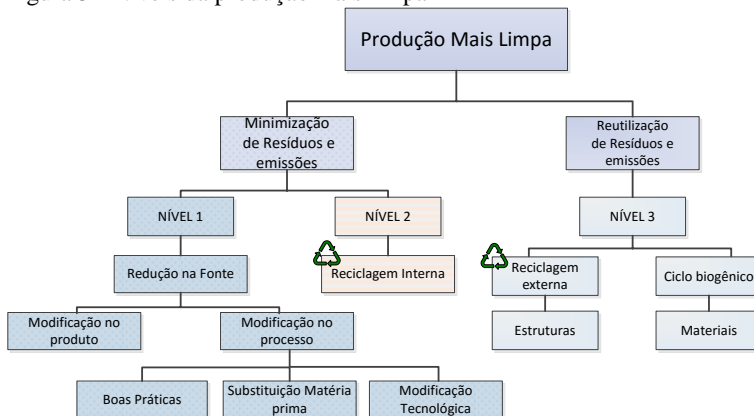 Produção Mais Limpa
Minimização
de Resíduos e
emissões
Reutilização
de Resíduos e
emissões
NÍVEL 1
NÍVEL 2
NÍVEL 3
Redução na Fonte
Reciclagem Interna
Reciclagem
externa
Ciclo biogênico
Modificação no
produto
Modificação no
processo
Estruturas
Materiais
Boas Práticas
Substituição Matéria
prima
Modificação
Tecnológica